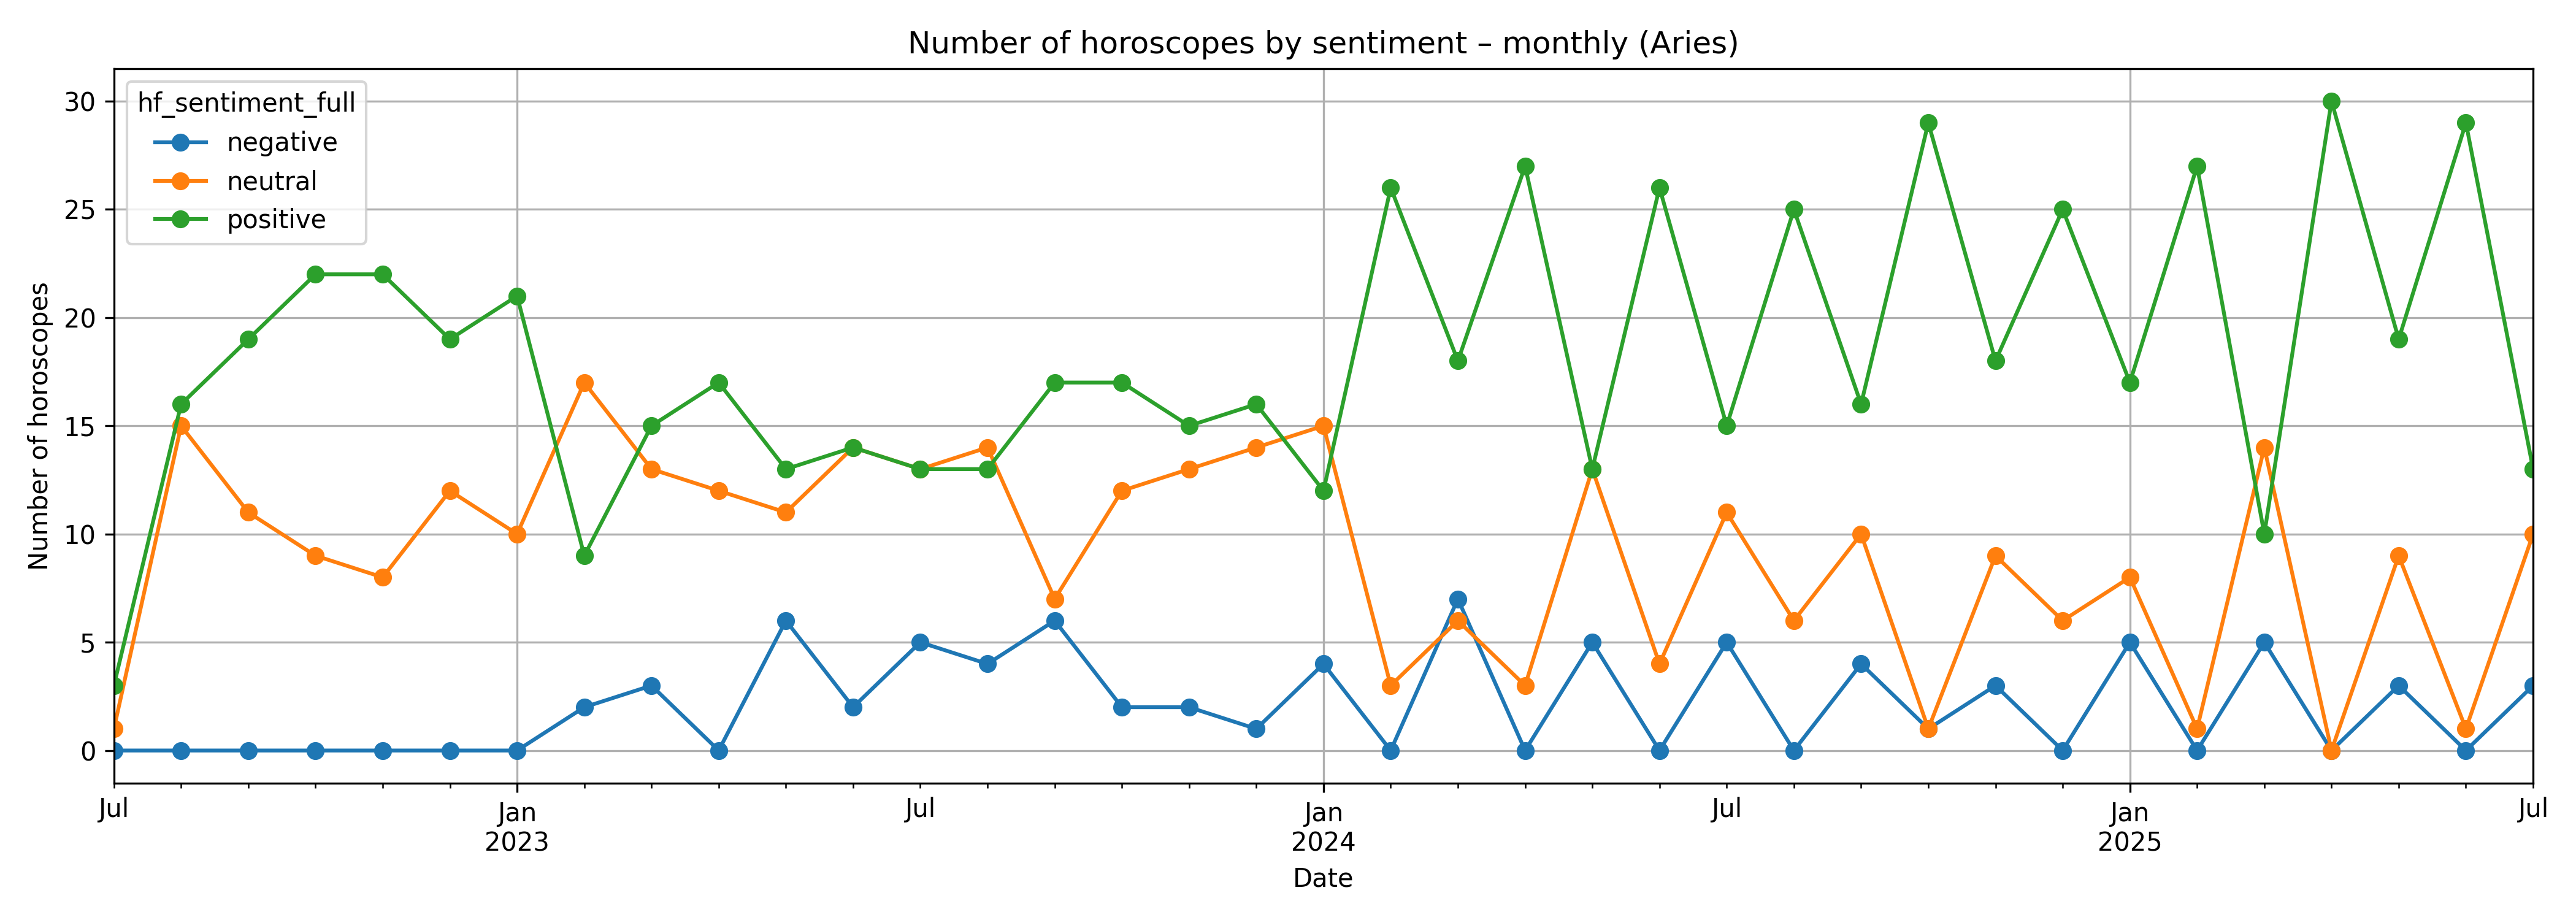 Number of horoscopes by sentiment – monthly (Aries)
hf_sentiment_full
negative
neutral
positive
Number of horoscopes
30
25
20
15
10
5
0
Jul
Jan
2023
Jul
Jan
2024
Jul
Jan
2025
Jul
Date